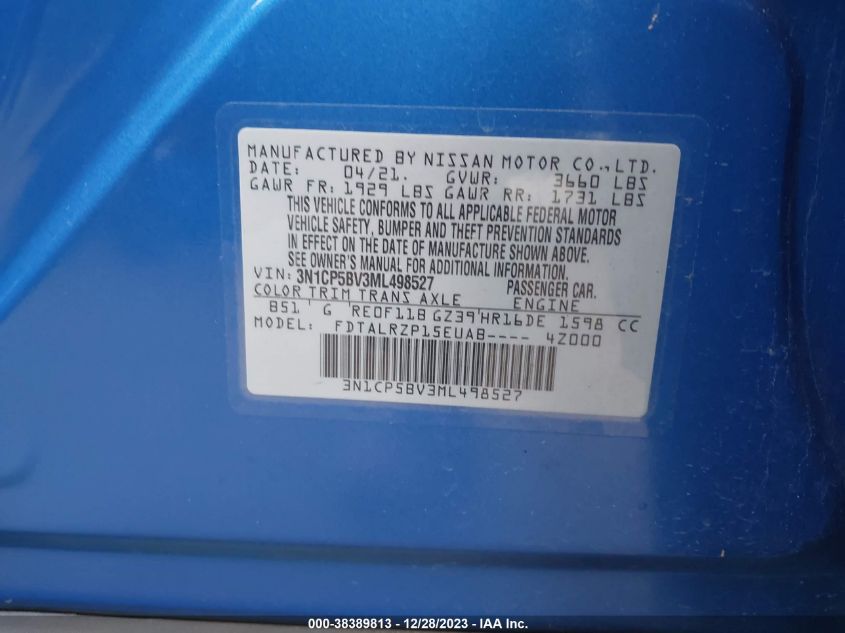 MANUFACTURED BY NISSAN MOTOR CO.,LTD.
DATE: 04/21. GVWR: 3660 LBS
GAWR FR: 1929 LBS GAWR RR: 1731 LBS
THIS VEHICLE CONFORMS TO ALL APPLICABLE FEDERAL MOTOR
VEHICLE SAFETY, BUMPER AND THEFT PREVENTION STANDARDS
IN EFFECT ON THE DATE OF MANUFACTURE SHOWN ABOVE.
SEE OWNER'S MANUAL FOR ADDITIONAL INFORMATION.
VIN: 3N1CP5BV3ML498527 PASSENGER CAR.
COLOR TRIM TRANS AXLE ENGINE
B51 G RE0F11B GZ39 HR16DE 1598 CC
MODEL: FDTALRZP15EUAB---- 4Z000
3N1CP5BV3ML498527
000-38389813 - 12/28/2023 - IAA Inc.